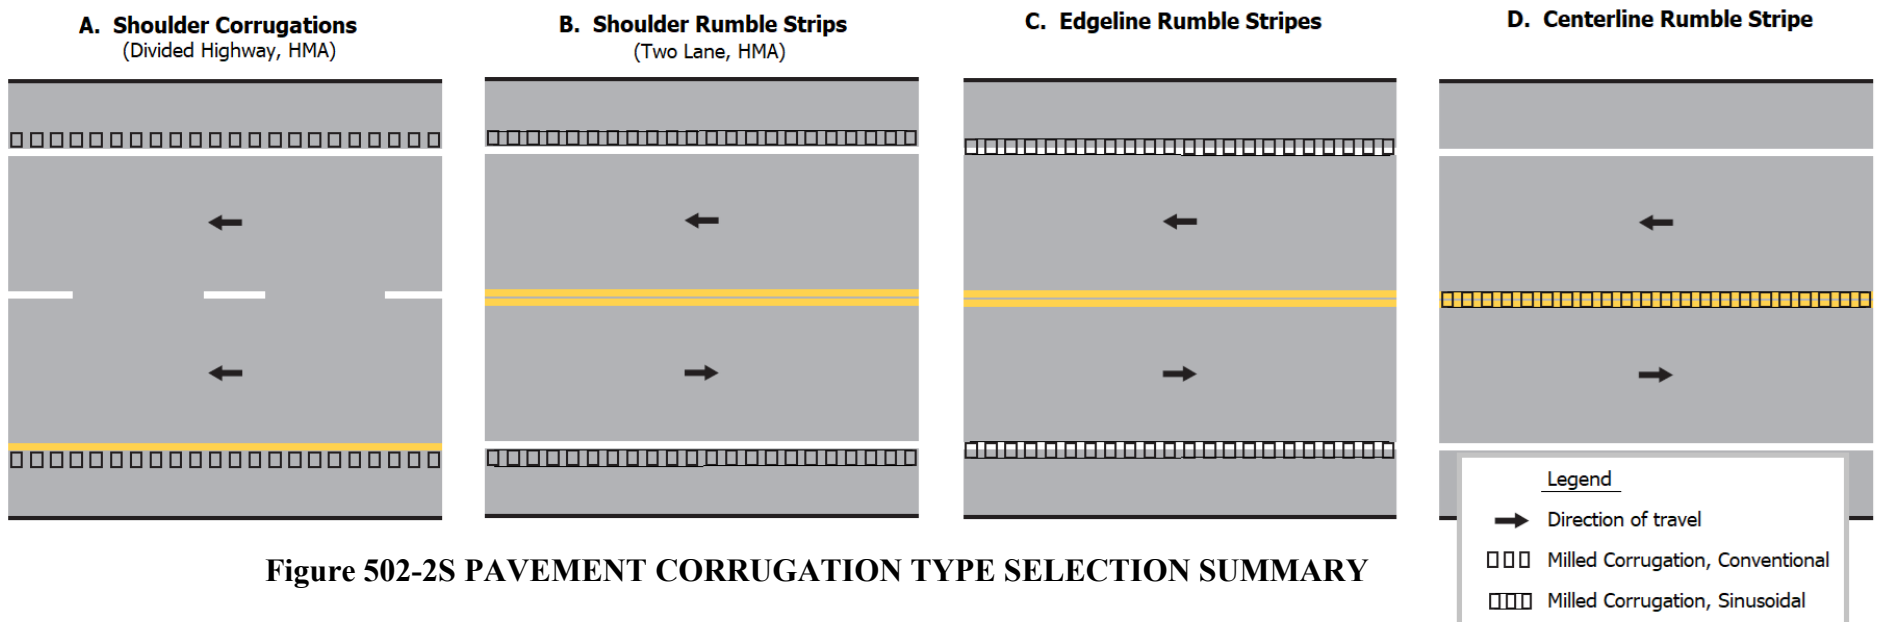 A. Shoulder Corrugations
(Divided Highway, HMA)
B. Shoulder Rumble Strips
(Two Lane, HMA)
C. Edgeline Rumble Stripes
D. Centerline Rumble Stripe
Legend
Direction of travel
Milled Corrugation, Conventional
Milled Corrugation, Sinusoidal
Figure 502-2S PAVEMENT CORRUGATION TYPE SELECTION SUMMARY